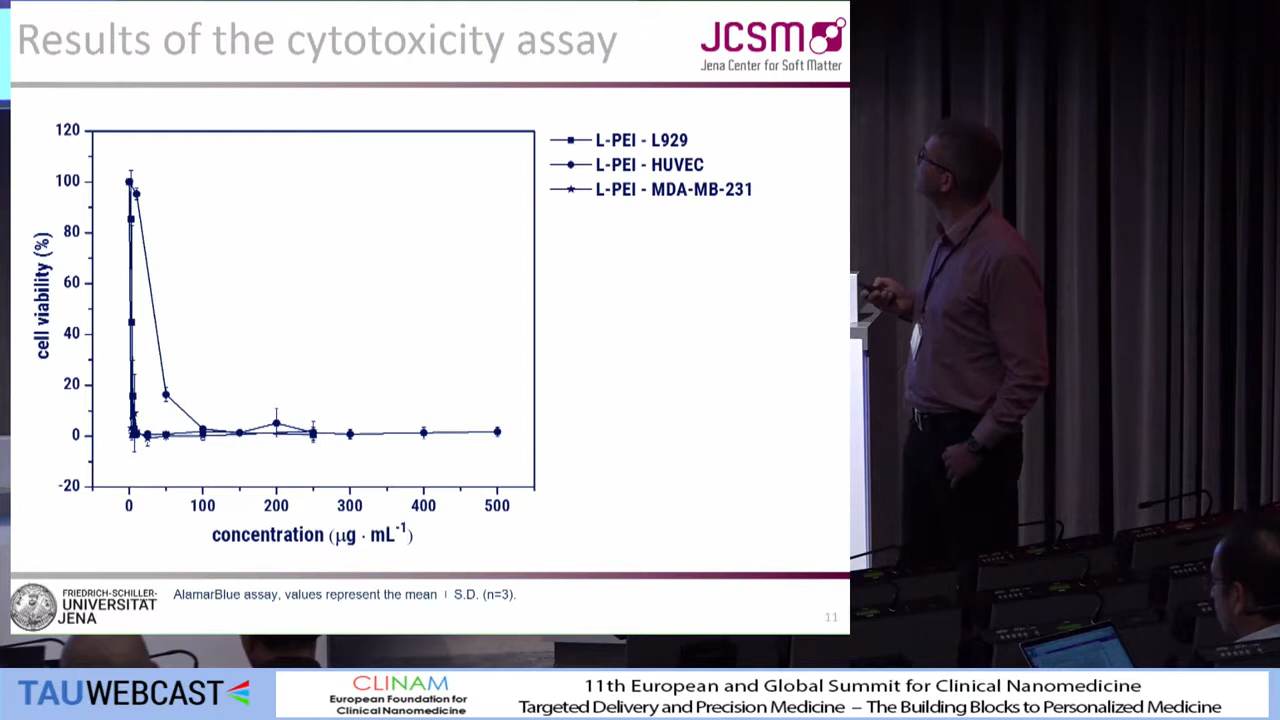 Results of the cytotoxicity assay
JCSM
Jena Center for Soft Matter
120
100
80
60
40
20
0
-20
cell viability (%)
0 100 200 300 400 500
concentration (μg · mL⁻¹)
L-PEI - L929
L-PEI - HUVEC
L-PEI - MDA-MB-231
FRIEDRICH-SCHILLER-
UNIVERSITÄT
JENA
AlamarBlue assay, values represent the mean ı S.D. (n=3).
11
TAUWEBCAST
CLINAM
European Foundation for
Clinical Nanomedicine
11th European and Global Summit for Clinical Nanomedicine
Targeted Delivery and Precision Medicine – The Building Blocks to Personalized Medicine